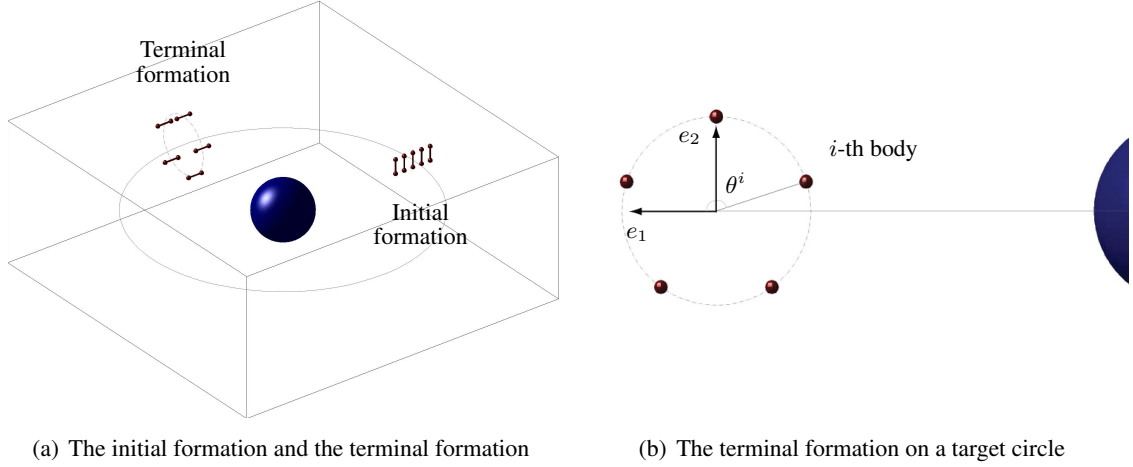 Terminal
formation
Initial
formation
e₂
θⁱ
i-th body
e₁
(a) The initial formation and the terminal formation
(b) The terminal formation on a target circle